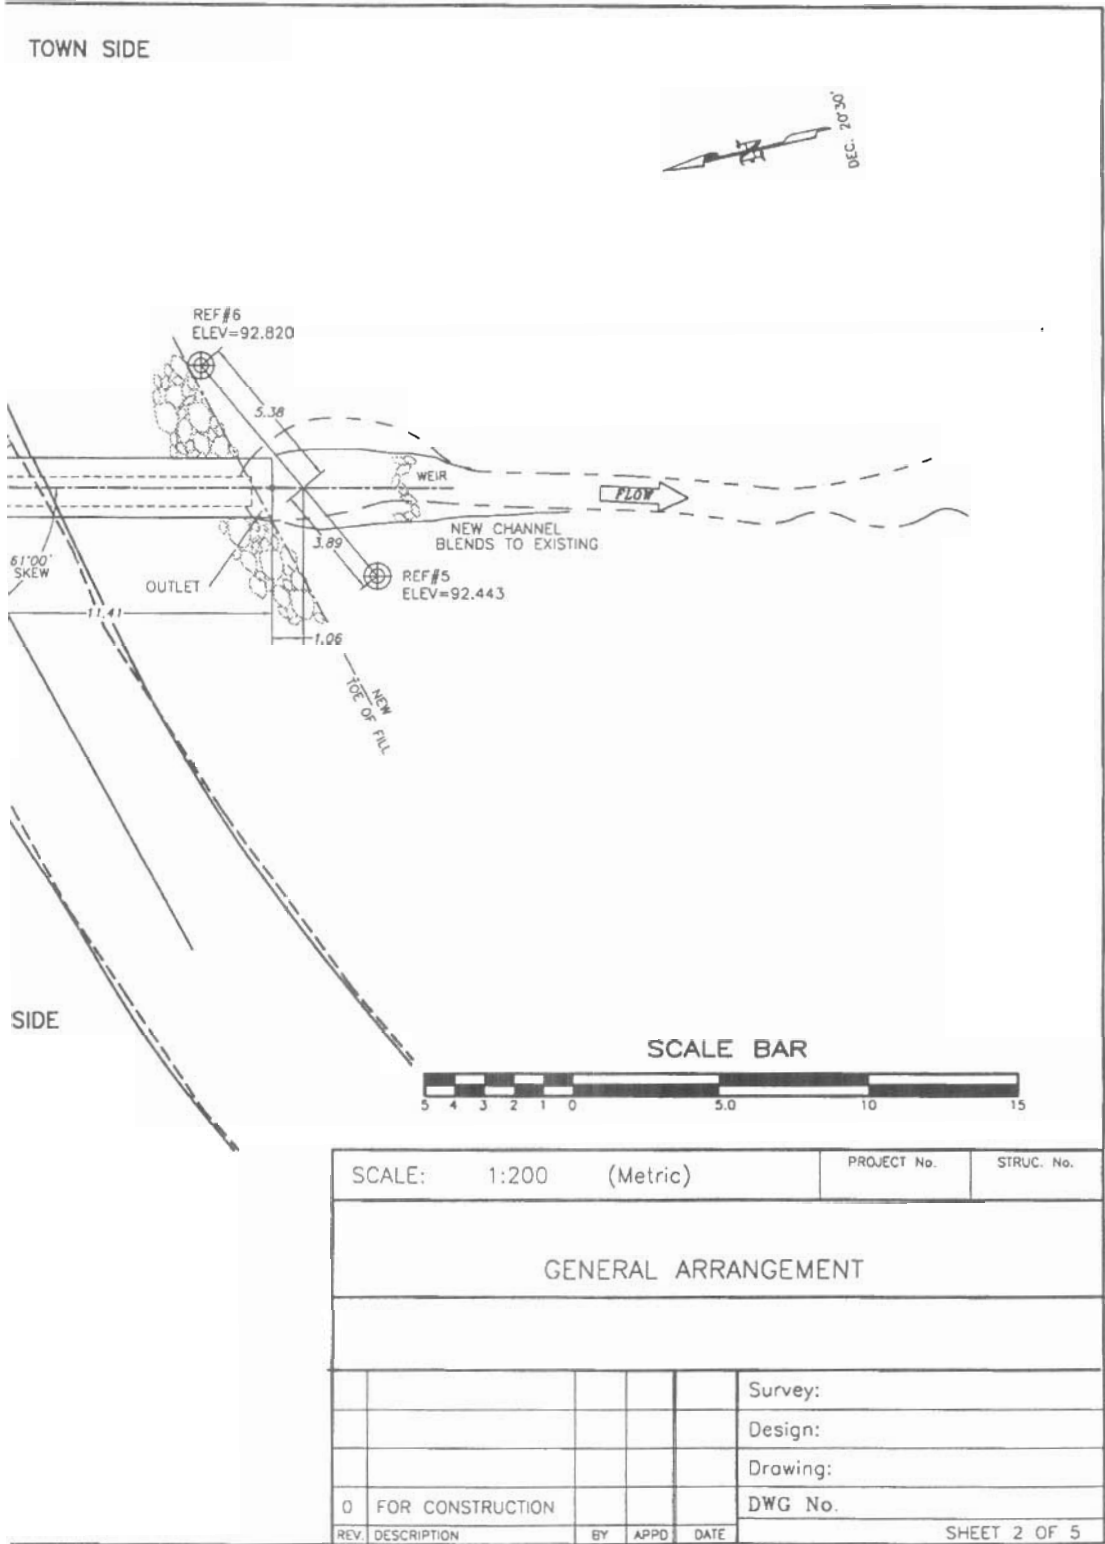 TOWN SIDE
DEC. 20°30'
N
REF#6
ELEV=92.820
5.38
WEIR
FLOW
NEW CHANNEL
BLENDS TO EXISTING
3.89
61°00'
SKEW
OUTLET
REF#5
ELEV=92.443
11.41
1.06
NEW
TOE OF FILL
SIDE
SCALE BAR
5 4 3 2 1 0 5.0 10 15
SCALE: 1:200 (Metric)
PROJECT No.
STRUC. No.
GENERAL ARRANGEMENT
Survey:
Design:
Drawing:
0 FOR CONSTRUCTION
DWG No.
REV. DESCRIPTION BY APPD DATE
SHEET 2 OF 5